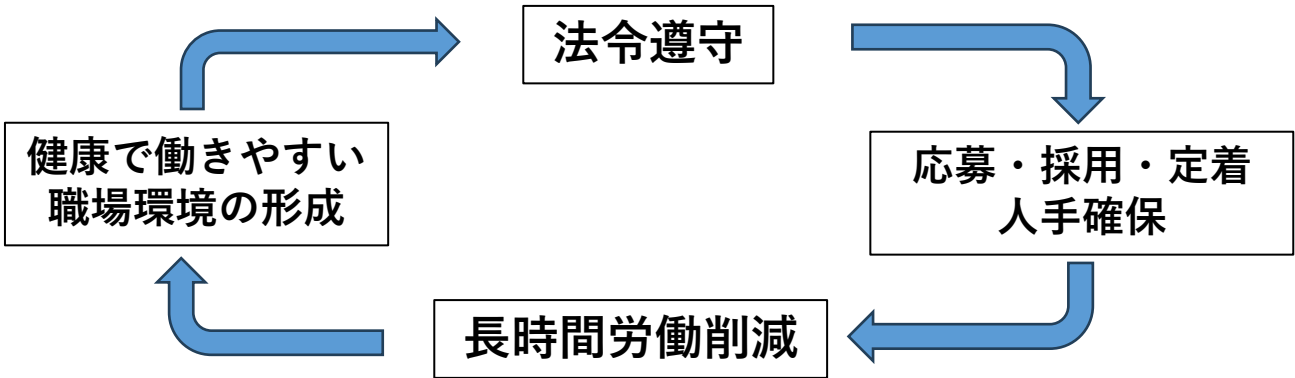 法令遵守
健康で働きやすい
職場環境の形成
応募・採用・定着
人手確保
長時間労働削減